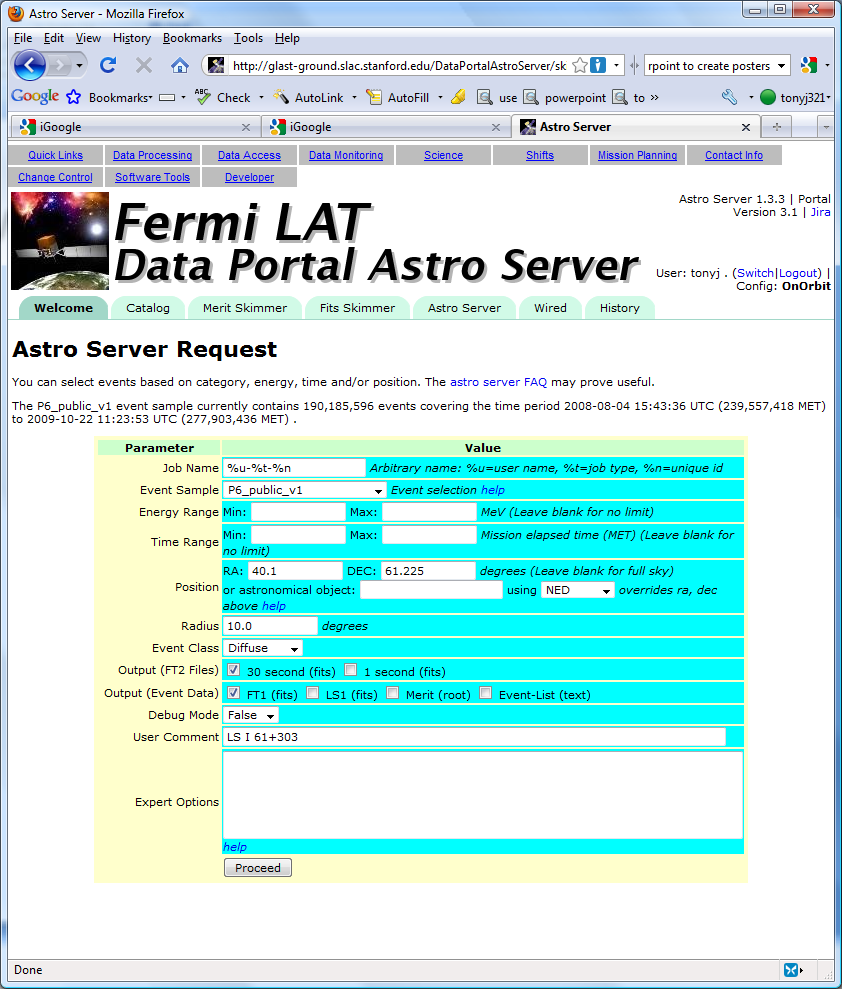 Astro Server - Mozilla Firefox
File Edit View History Bookmarks Tools Help
http://glast-ground.slac.stanford.edu/DataPortalAstroServer/sk
rpoint to create posters
Google Bookmarks ABC Check AutoLink AutoFill use powerpoint to » tonyj321
iGoogle iGoogle Astro Server
Quick Links Data Processing Data Access Data Monitoring Science Shifts Mission Planning Contact Info
Change Control Software Tools Developer
Astro Server 1.3.3 | Portal
Version 3.1 | Jira
Fermi LAT
Data Portal Astro Server
User: tonyj . (Switch|Logout) |
Config: OnOrbit
Welcome Catalog Merit Skimmer Fits Skimmer Astro Server Wired History
Astro Server Request
You can select events based on category, energy, time and/or position. The astro server FAQ may prove useful.
The P6_public_v1 event sample currently contains 190,185,596 events covering the time period 2008-08-04 15:43:36 UTC (239,557,418 MET)
to 2009-10-22 11:23:53 UTC (277,903,436 MET) .
Parameter Value
Job Name %u-%t-%n Arbitrary name: %u=user name, %t=job type, %n=unique id
Event Sample P6_public_v1 Event selection help
Energy Range Min: Max: MeV (Leave blank for no limit)
Time Range Min: Max: Mission elapsed time (MET) (Leave blank for
no limit)
Position RA: 40.1 DEC: 61.225 degrees (Leave blank for full sky)
or astronomical object: using NED overrides ra, dec
above help
Radius 10.0 degrees
Event Class Diffuse
Output (FT2 Files) 30 second (fits) 1 second (fits)
Output (Event Data) FT1 (fits) LS1 (fits) Merit (root) Event-List (text)
Debug Mode False
User Comment LS I 61+303
Expert Options
help
Proceed
Done